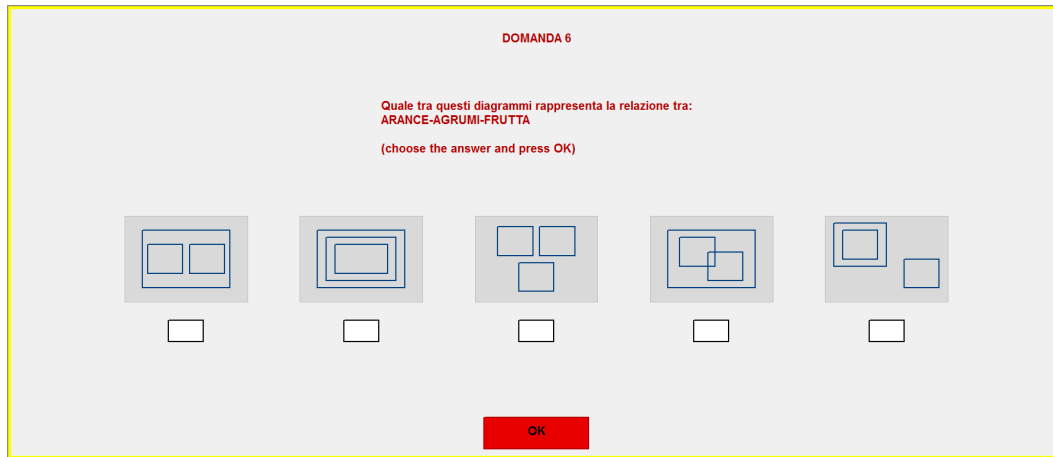 DOMANDA 6
Quale tra questi diagrammi rappresenta la relazione tra:
ARANCE-AGRUMI-FRUTTA
(choose the answer and press OK)
OK